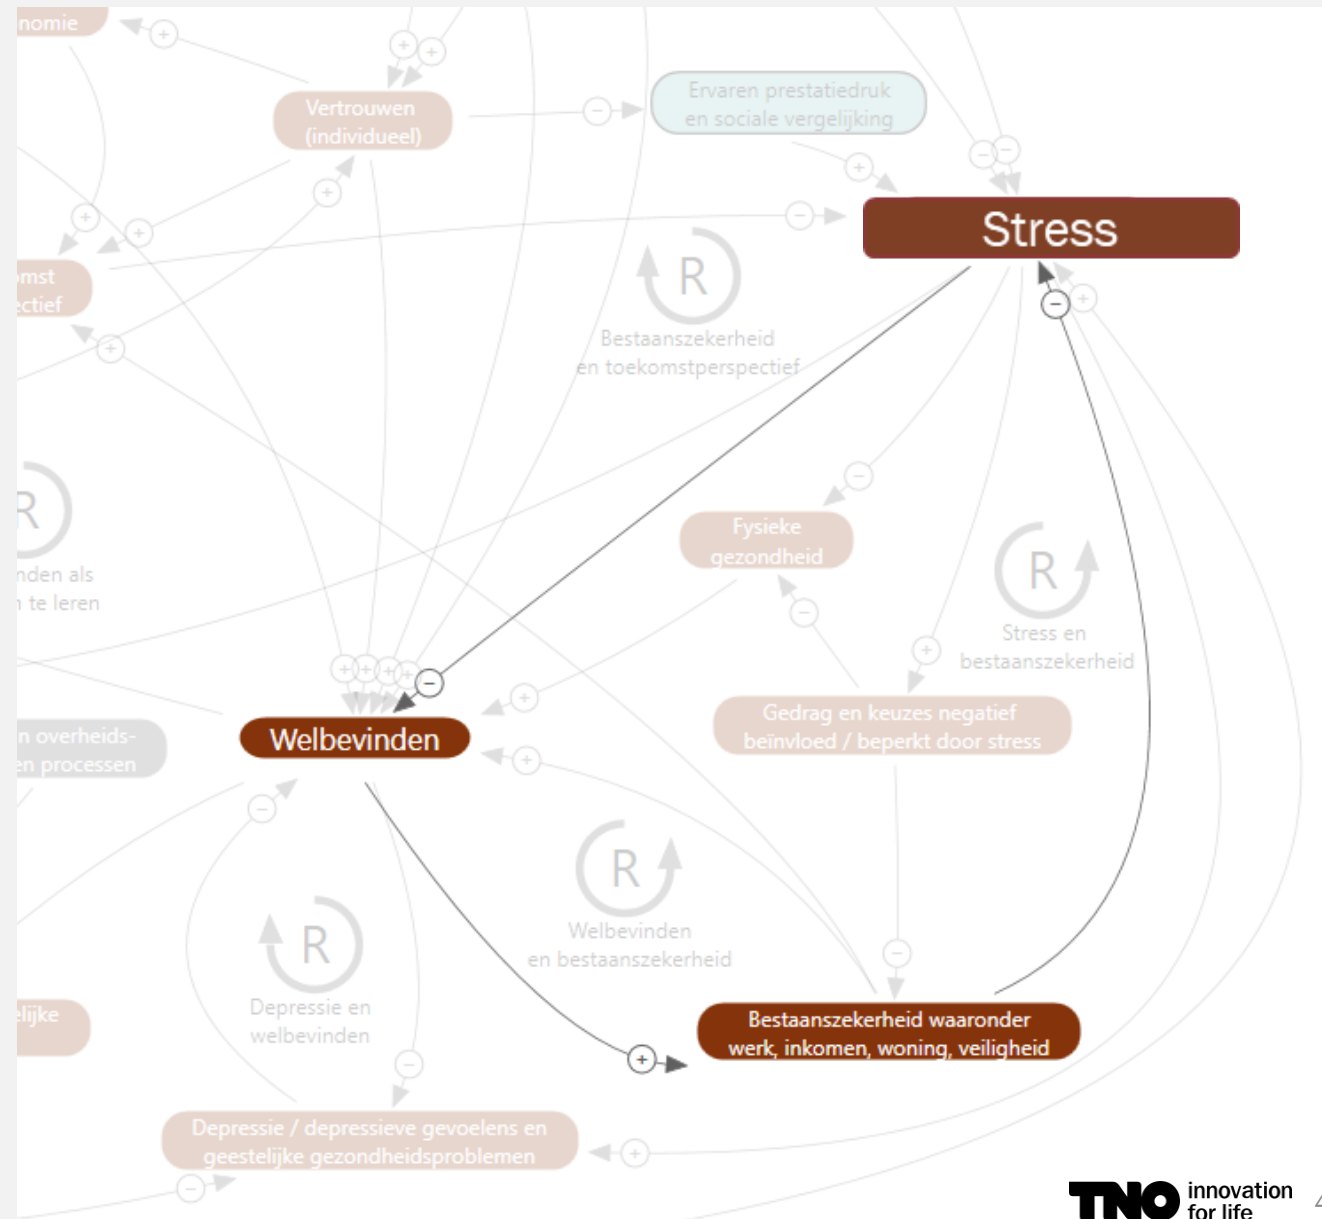 nomie
Vertrouwen
(individueel)
Ervaren prestatiedruk
en sociale vergelijking
Stress
omst
ectief
R
Bestaanszekerheid
en toekomstperspectief
R
nden als
n te leren
Fysieke
gezondheid
R
Stress en
bestaanszekerheid
Gedrag en keuzes negatief
beïnvloed / beperkt door stress
n overheids-
en processen
Welbevinden
R
Welbevinden
en bestaanszekerheid
R
Depressie en
welbevinden
elijke
Bestaanszekerheid waaronder
werk, inkomen, woning, veiligheid
Depressie / depressieve gevoelens en
geestelijke gezondheidsproblemen
TNO innovation
for life
4